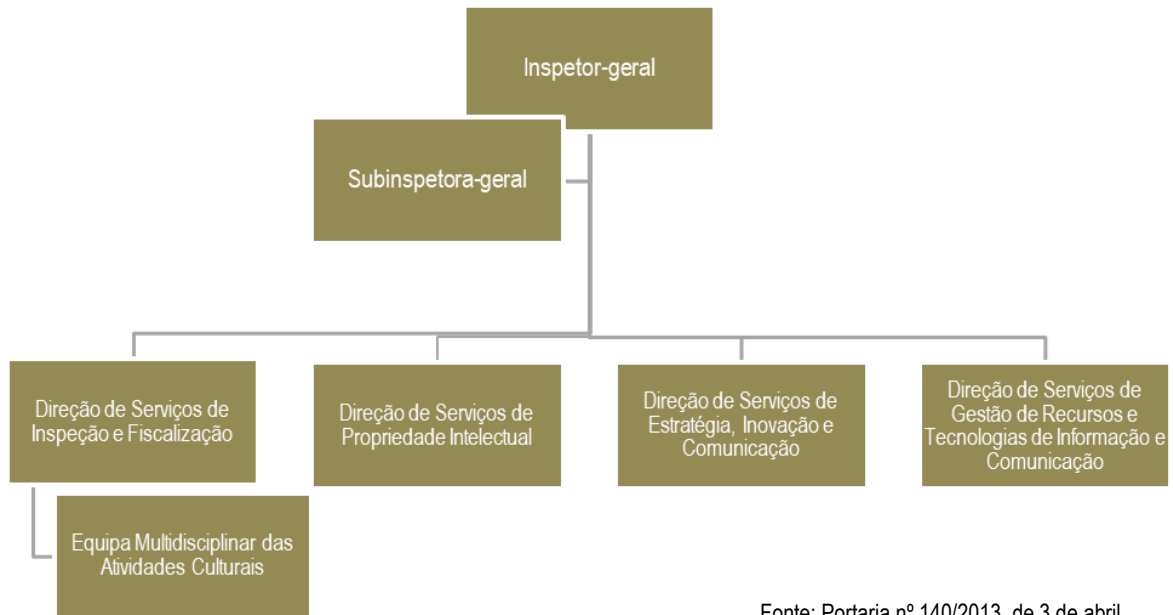 Inspetor-geral
Subinspetora-geral
Direção de Serviços de
Inspeção e Fiscalização
Direção de Serviços de
Propriedade Intelectual
Direção de Serviços de
Estratégia, Inovação e
Comunicação
Direção de Serviços de
Gestão de Recursos e
Tecnologias de Informação e
Comunicação
Equipa Multidisciplinar das
Atividades Culturais
Fonte: Portaria nº 140/2013, de 3 de abril